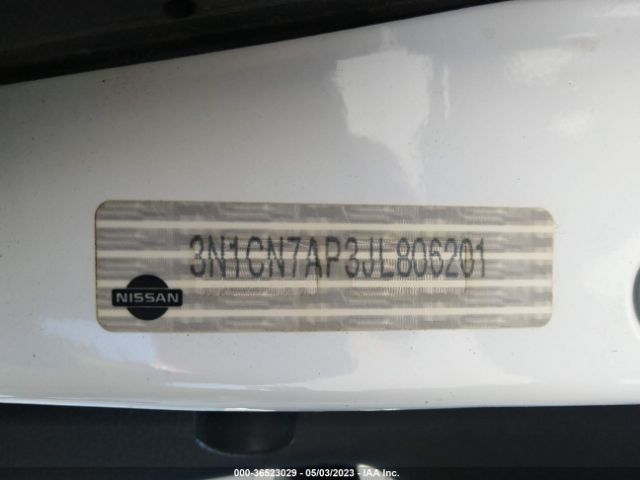 3N1CN7AP3JL806201
NISSAN
000-36523029 - 05/03/2023 - IAA Inc.